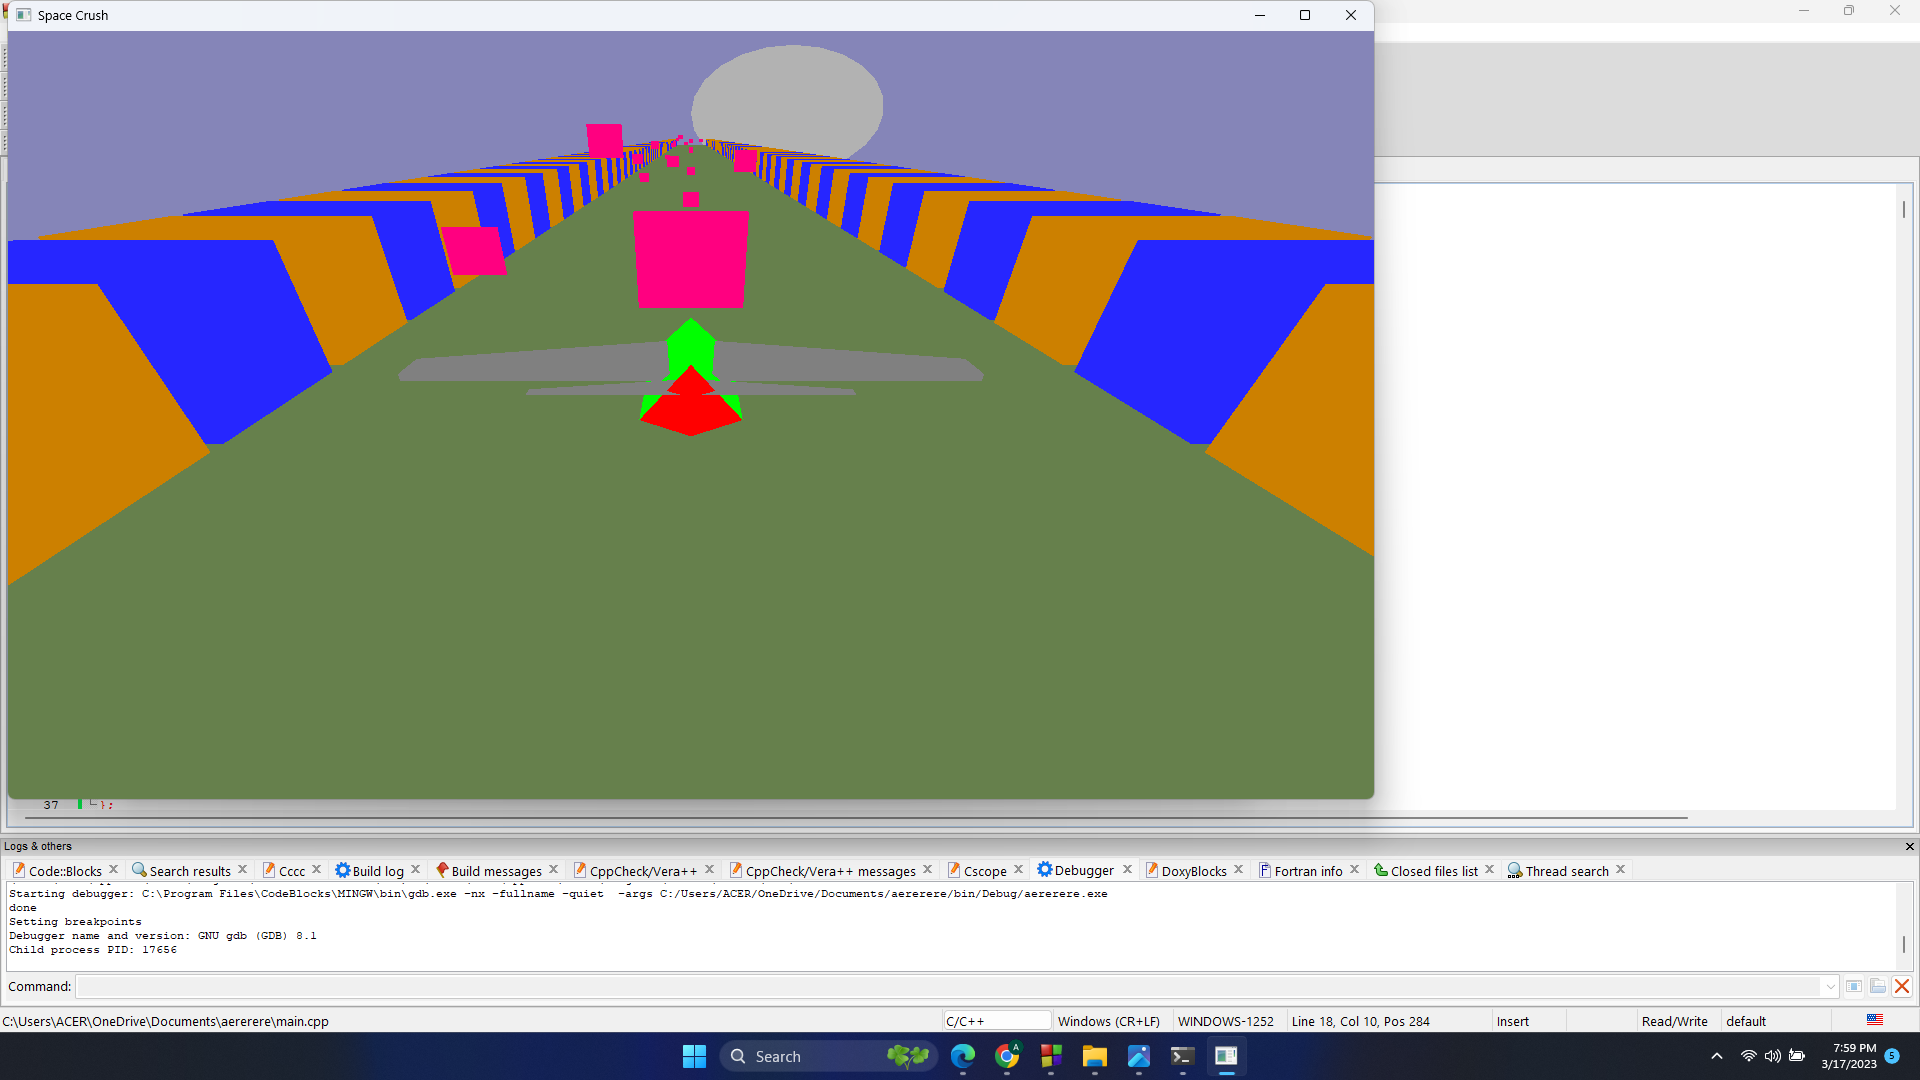 Space Crush
37 };
Logs & others
Code::Blocks
Search results
Cccc
Build log
Build messages
CppCheck/Vera++
CppCheck/Vera++ messages
Cscope
Debugger
DoxyBlocks
Fortran info
Closed files list
Thread search
Starting debugger: C:\Program Files\CodeBlocks\MINGW\bin\gdb.exe -nx -fullname -quiet  -args C:/Users/ACER/OneDrive/Documents/aererere/bin/Debug/aererere.exe
done
Setting breakpoints
Debugger name and version: GNU gdb (GDB) 8.1
Child process PID: 17656
Command:
C:\Users\ACER\OneDrive\Documents\aererere\main.cpp
C/C++
Windows (CR+LF)
WINDOWS-1252
Line 18, Col 10, Pos 284
Insert
Read/Write
default
Search
A
7:59 PM
3/17/2023
5